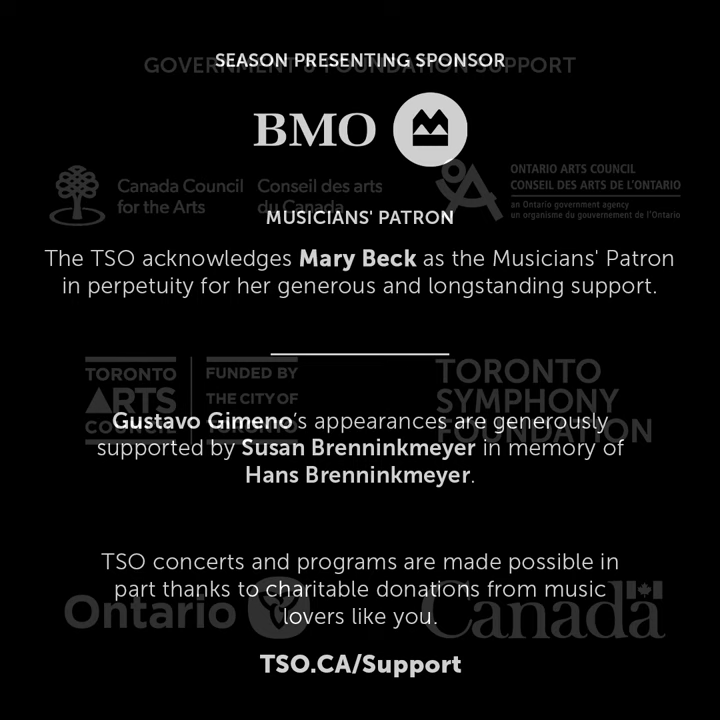 GOVERNMENT & FOUNDATION SUPPORT
SEASON PRESENTING SPONSOR
BMO
Canada Council for the Arts
Conseil des arts du Canada
ONTARIO ARTS COUNCIL
CONSEIL DES ARTS DE L'ONTARIO
an Ontario government agency
un organisme du gouvernement de l'Ontario
MUSICIANS' PATRON
The TSO acknowledges Mary Beck as the Musicians' Patron
in perpetuity for her generous and longstanding support.
TORONTO
ARTS
COUNCIL
FUNDED BY
THE CITY OF
TORONTO
SYMPHONY
FOUNDATION
Gustavo Gimeno's appearances are generously
supported by Susan Brenninkmeyer in memory of
Hans Brenninkmeyer.
TSO concerts and programs are made possible in
part thanks to charitable donations from music
lovers like you.
Ontario
Canada
TSO.CA/Support